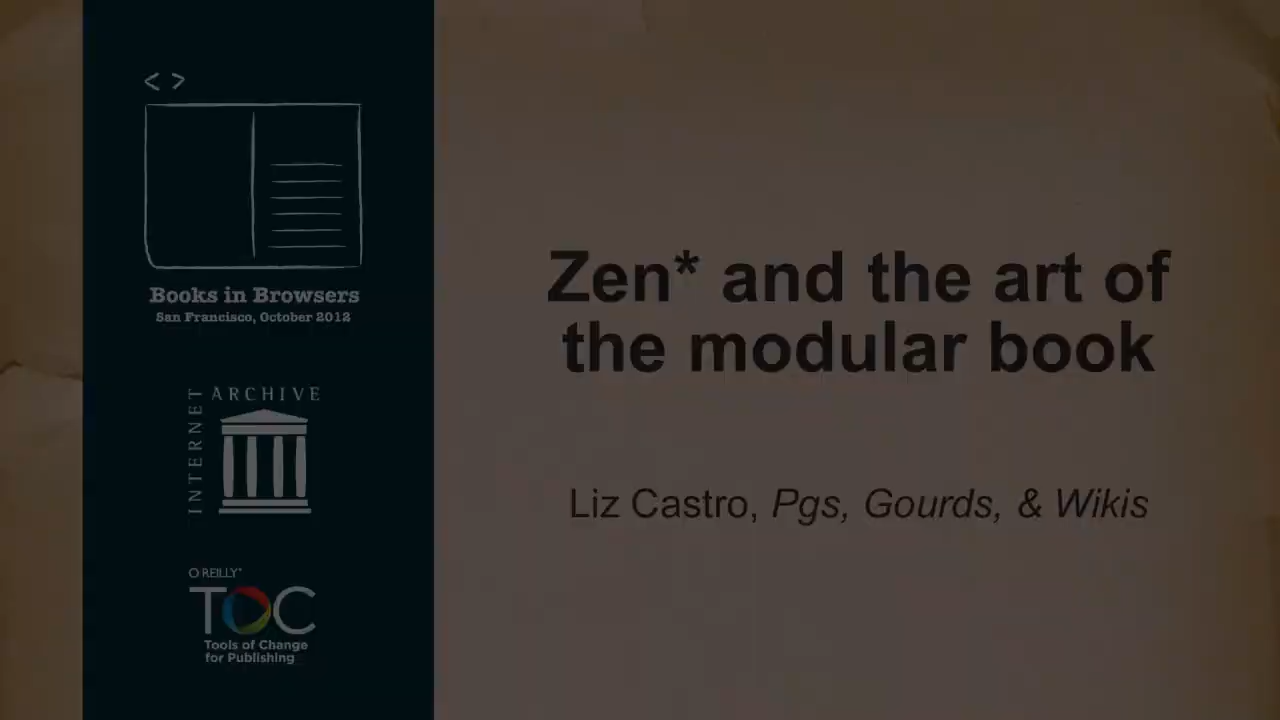 < >
Books in Browsers
San Francisco, October 2012
INTERNET
ARCHIVE
O'REILLY®
TOC
Tools of Change
for Publishing
Zen* and the art of
the modular book
Liz Castro, Pgs, Gourds, & Wikis